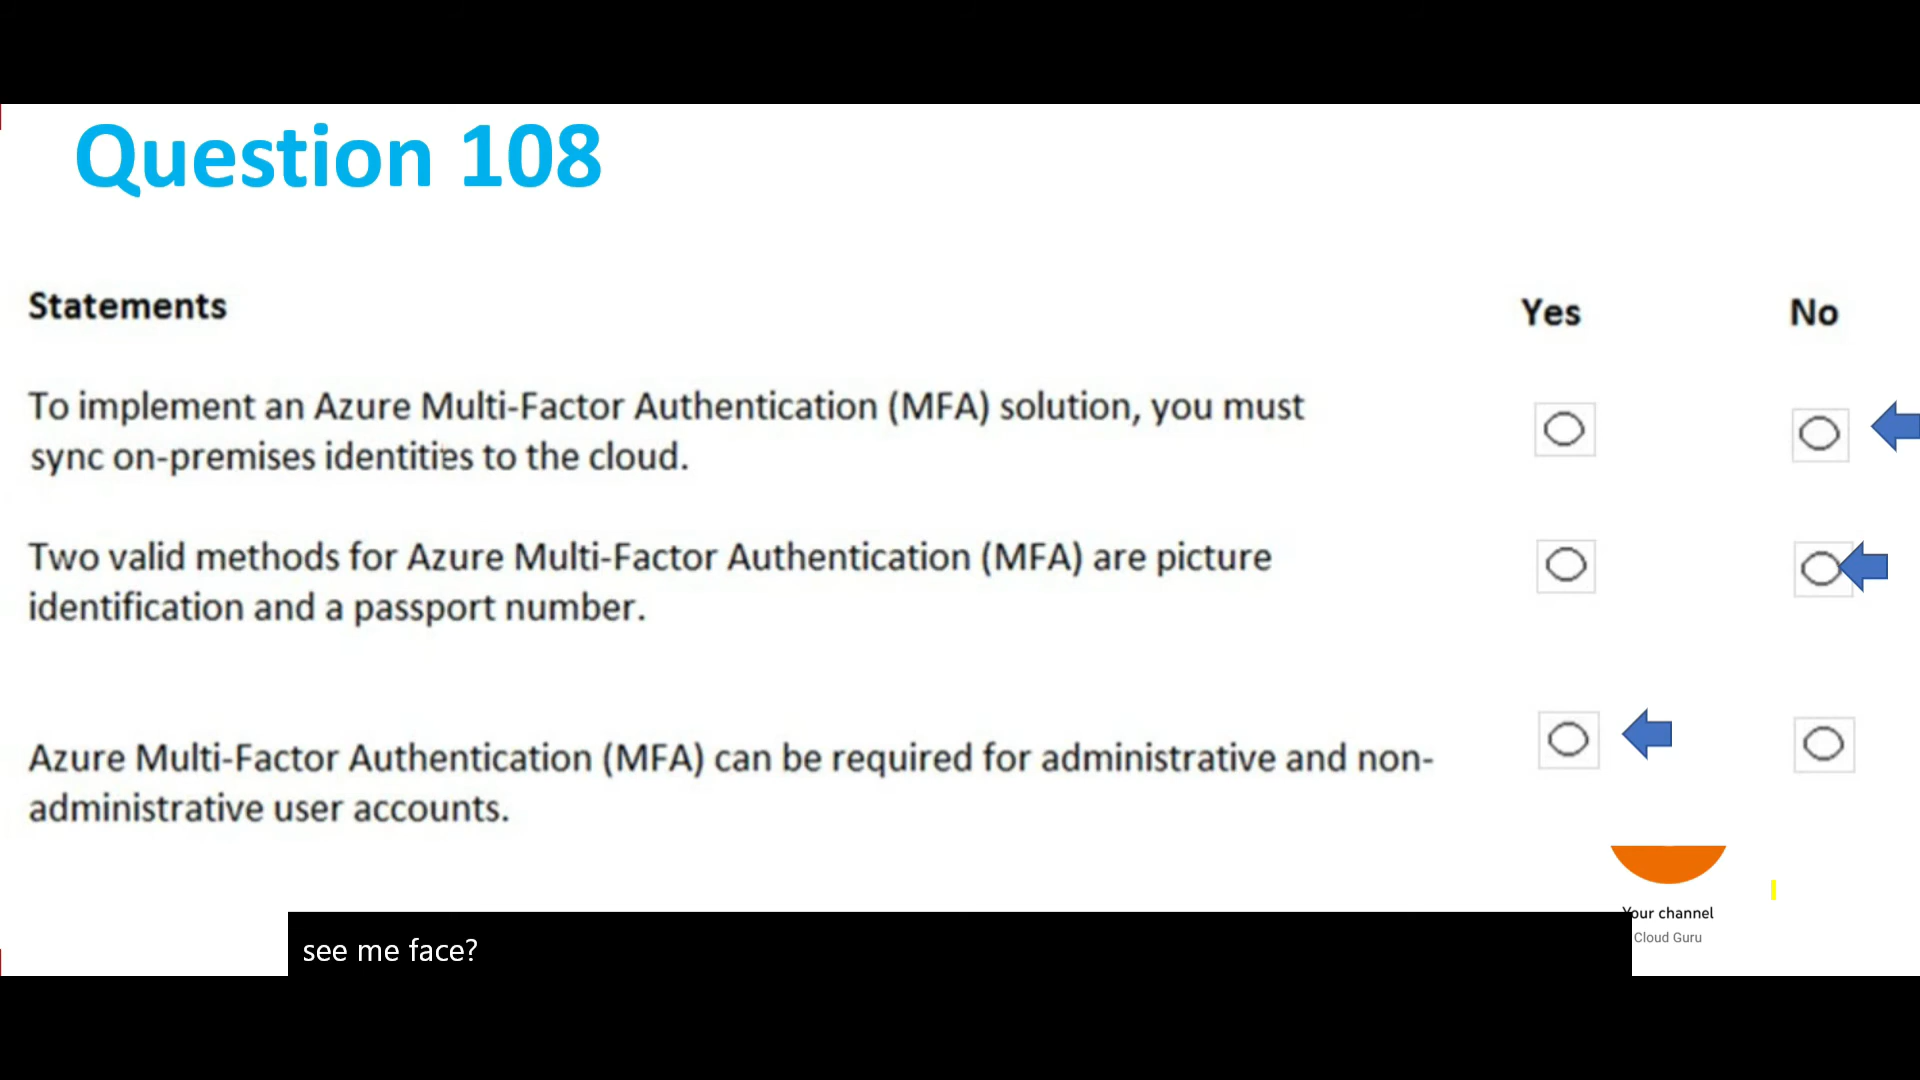 Question 108
Statements
Yes
No
To implement an Azure Multi-Factor Authentication (MFA) solution, you must
sync on-premises identities to the cloud.
Two valid methods for Azure Multi-Factor Authentication (MFA) are picture
identification and a passport number.
Azure Multi-Factor Authentication (MFA) can be required for administrative and non-
administrative user accounts.
Your channel
Cloud Guru
see me face?